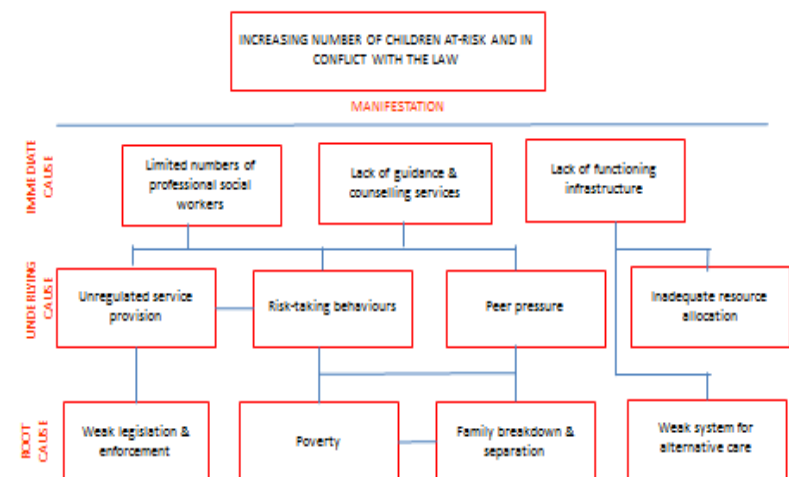 INCREASING NUMBER OF CHILDREN AT-RISK AND IN
CONFLICT WITH THE LAW
MANIFESTATION
IMMEDIATE
CAUSE
Limited numbers of
professional social
workers
Lack of guidance &
counselling services
Lack of functioning
infrastructure
UNDERLYING
CAUSE
Unregulated service
provision
Risk-taking behaviours
Peer pressure
Inadequate resource
allocation
ROOT
CAUSE
Weak legislation &
enforcement
Poverty
Family breakdown &
separation
Weak system for
alternative care